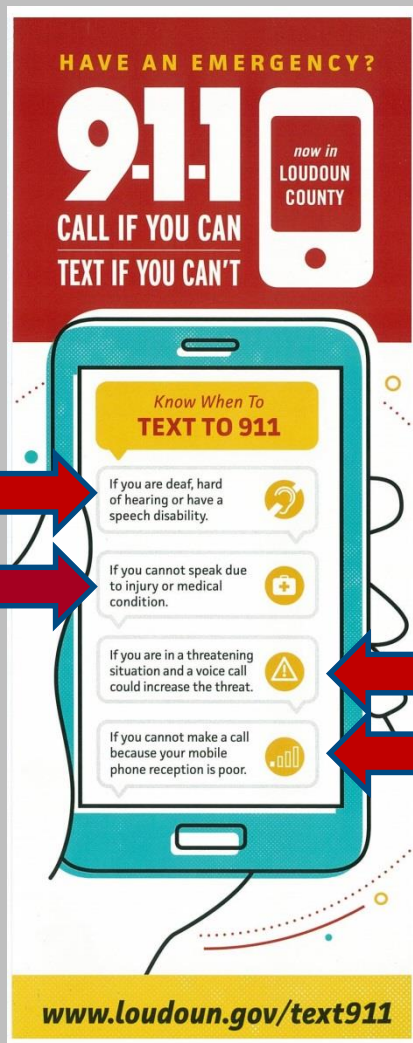 HAVE AN EMERGENCY?
9-1-1
now in
LOUDOUN
COUNTY
CALL IF YOU CAN
TEXT IF YOU CAN'T
Know When To
TEXT TO 911
If you are deaf, hard
of hearing or have a
speech disability.
If you cannot speak due
to injury or medical
condition.
If you are in a threatening
situation and a voice call
could increase the threat.
If you cannot make a call
because your mobile
phone reception is poor.
www.loudoun.gov/text911